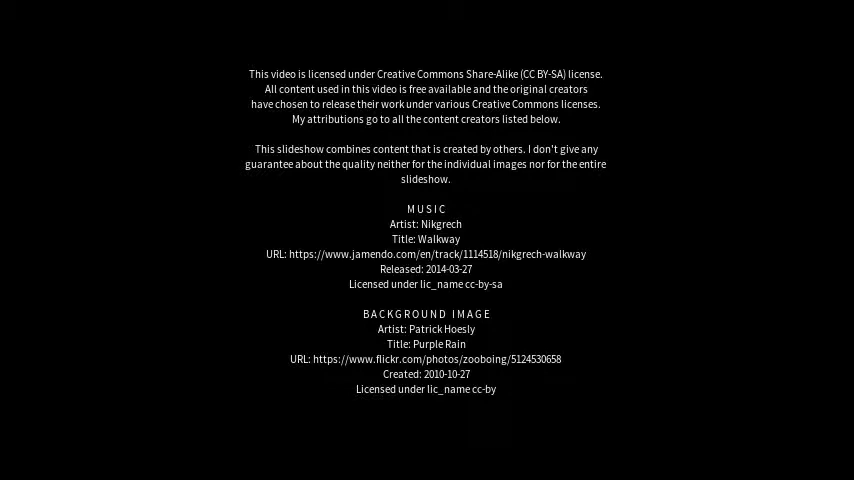 This video is licensed under Creative Commons Share-Alike (CC BY-SA) license.
All content used in this video is free available and the original creators
have chosen to release their work under various Creative Commons licenses.
My attributions go to all the content creators listed below.
This slideshow combines content that is created by others. I don't give any
guarantee about the quality neither for the individual images nor for the entire
slideshow.
MUSIC
Artist: Nikgrech
Title: Walkway
URL: https://www.jamendo.com/en/track/1114518/nikgrech-walkway
Released: 2014-03-27
Licensed under lic_name cc-by-sa
BACKGROUND IMAGE
Artist: Patrick Hoesly
Title: Purple Rain
URL: https://www.flickr.com/photos/zooboing/5124530658
Created: 2010-10-27
Licensed under lic_name cc-by